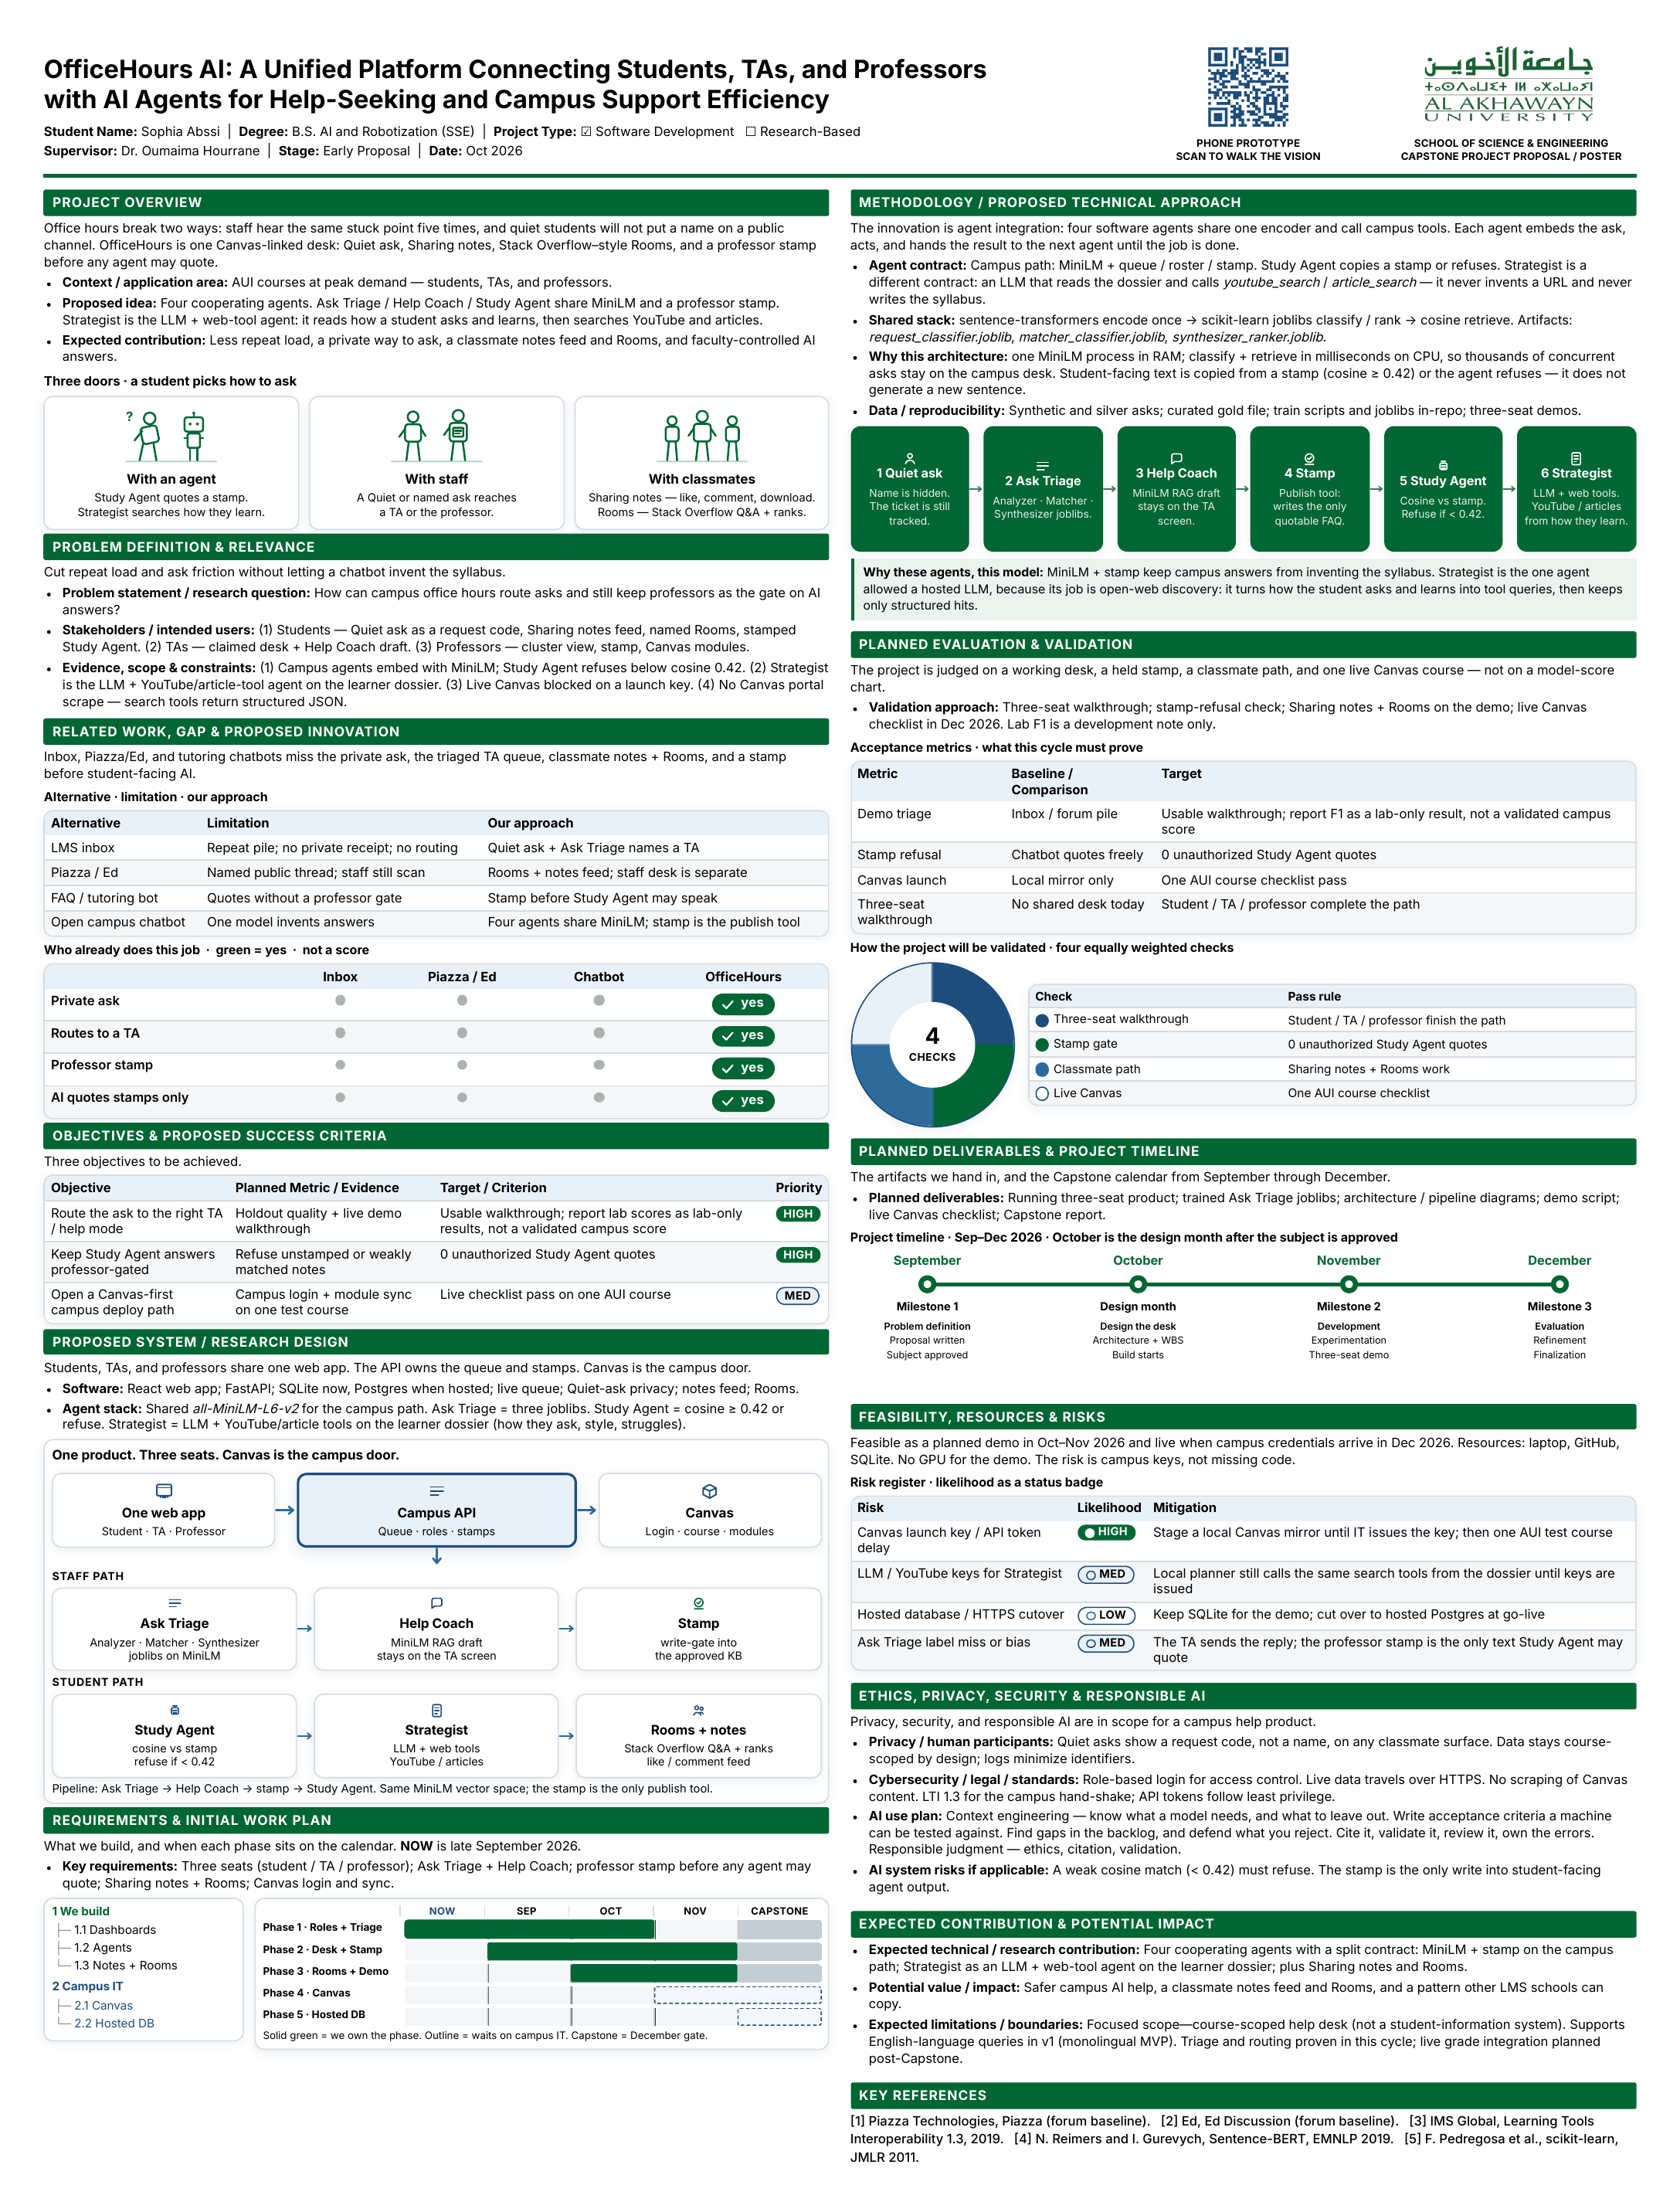 OfficeHours AI: A Unified Platform Connecting Students, TAs, and Professors
with AI Agents for Help-Seeking and Campus Support Efficiency
Student Name: Sophia Abssi | Degree: B.S. AI and Robotization (SSE) | Project Type: ☑ Software Development ☐ Research-Based
Supervisor: Dr. Oumaima Hourrane | Stage: Early Proposal | Date: Oct 2026
PHONE PROTOTYPE
SCAN TO WALK THE VISION
جامعة الأخوين
AL AKHAWAYN
UNIVERSITY
SCHOOL OF SCIENCE & ENGINEERING
CAPSTONE PROJECT PROPOSAL / POSTER
PROJECT OVERVIEW
Office hours break two ways: staff hear the same stuck point five times, and quiet students will not put a name on a public
channel. OfficeHours is one Canvas-linked desk: Quiet ask, Sharing notes, Stack Overflow–style Rooms, and a professor stamp
before any agent may quote.
• Context / application area: AUI courses at peak demand — students, TAs, and professors.
• Proposed idea: Four cooperating agents. Ask Triage / Help Coach / Study Agent share MiniLM and a professor stamp.
Strategist is the LLM + web-tool agent: it reads how a student asks and learns, then searches YouTube and articles.
• Expected contribution: Less repeat load, a private way to ask, a classmate notes feed and Rooms, and faculty-controlled AI
answers.
Three doors · a student picks how to ask
?
With an agent
Study Agent quotes a stamp.
Strategist searches how they learn.
With staff
A Quiet or named ask reaches
a TA or the professor.
With classmates
Sharing notes — like, comment, download.
Rooms — Stack Overflow Q&A + ranks.
PROBLEM DEFINITION & RELEVANCE
Cut repeat load and ask friction without letting a chatbot invent the syllabus.
• Problem statement / research question: How can campus office hours route asks and still keep professors as the gate on AI
answers?
• Stakeholders / intended users: (1) Students — Quiet ask as a request code, Sharing notes feed, named Rooms, stamped
Study Agent. (2) TAs — claimed desk + Help Coach draft. (3) Professors — cluster view, stamp, Canvas modules.
• Evidence, scope & constraints: (1) Campus agents embed with MiniLM; Study Agent refuses below cosine 0.42. (2) Strategist
is the LLM + YouTube/article-tool agent on the learner dossier. (3) Live Canvas blocked on a launch key. (4) No Canvas portal
scrape — search tools return structured JSON.
RELATED WORK, GAP & PROPOSED INNOVATION
Inbox, Piazza/Ed, and tutoring chatbots miss the private ask, the triaged TA queue, classmate notes + Rooms, and a stamp
before student-facing AI.
Alternative · limitation · our approach
Alternative Limitation Our approach
LMS inbox Repeat pile; no private receipt; no routing Quiet ask + Ask Triage names a TA
Piazza / Ed Named public thread; staff still scan Rooms + notes feed; staff desk is separate
FAQ / tutoring bot Quotes without a professor gate Stamp before Study Agent may speak
Open campus chatbot One model invents answers Four agents share MiniLM; stamp is the publish tool
Who already does this job · green = yes · not a score
Inbox Piazza / Ed Chatbot OfficeHours
Private ask ✓ yes
Routes to a TA ✓ yes
Professor stamp ✓ yes
AI quotes stamps only ✓ yes
OBJECTIVES & PROPOSED SUCCESS CRITERIA
Three objectives to be achieved.
Objective Planned Metric / Evidence Target / Criterion Priority
Route the ask to the right TA / help mode Holdout quality + live demo walkthrough Usable walkthrough; report lab scores as lab-only results, not a validated campus score HIGH
Keep Study Agent answers professor-gated Refuse unstamped or weakly matched notes 0 unauthorized Study Agent quotes HIGH
Open a Canvas-first campus deploy path Campus login + module sync on one test course Live checklist pass on one AUI course MED
PROPOSED SYSTEM / RESEARCH DESIGN
Students, TAs, and professors share one web app. The API owns the queue and stamps. Canvas is the campus door.
• Software: React web app; FastAPI; SQLite now, Postgres when hosted; live queue; Quiet-ask privacy; notes feed; Rooms.
• Agent stack: Shared all-MiniLM-L6-v2 for the campus path. Ask Triage = three joblibs. Study Agent = cosine ≥ 0.42 or
refuse. Strategist = LLM + YouTube/article tools on the learner dossier (how they ask, style, struggles).
One product. Three seats. Canvas is the campus door.
One web app
Student · TA · Professor
Campus API
Queue · roles · stamps
Canvas
Login · course · modules
STAFF PATH
Ask Triage
Analyzer · Matcher · Synthesizer
joblibs on MiniLM
Help Coach
MiniLM RAG draft
stays on the TA screen
Stamp
write-gate into
the approved KB
STUDENT PATH
Study Agent
cosine vs stamp
refuse if < 0.42
Strategist
LLM + web tools
YouTube / articles
Rooms + notes
Stack Overflow Q&A + ranks
like / comment feed
Pipeline: Ask Triage → Help Coach → stamp → Study Agent. Same MiniLM vector space; the stamp is the only publish tool.
REQUIREMENTS & INITIAL WORK PLAN
What we build, and when each phase sits on the calendar. NOW is late September 2026.
• Key requirements: Three seats (student / TA / professor); Ask Triage + Help Coach; professor stamp before any agent may
quote; Sharing notes + Rooms; Canvas login and sync.
1 We build
1.1 Dashboards
1.2 Agents
1.3 Notes + Rooms
2 Campus IT
2.1 Canvas
2.2 Hosted DB
NOW SEP OCT NOV CAPSTONE
Phase 1 · Roles + Triage
Phase 2 · Desk + Stamp
Phase 3 · Rooms + Demo
Phase 4 · Canvas
Phase 5 · Hosted DB
Solid green = we own the phase. Outline = waits on campus IT. Capstone = December gate.
METHODOLOGY / PROPOSED TECHNICAL APPROACH
The innovation is agent integration: four software agents share one encoder and call campus tools. Each agent embeds the ask,
acts, and hands the result to the next agent until the job is done.
• Agent contract: Campus path: MiniLM + queue / roster / stamp. Study Agent copies a stamp or refuses. Strategist is a
different contract: an LLM that reads the dossier and calls youtube_search / article_search — it never invents a URL and never
writes the syllabus.
• Shared stack: sentence-transformers encode once → scikit-learn joblibs classify / rank → cosine retrieve. Artifacts:
request_classifier.joblib, matcher_classifier.joblib, synthesizer_ranker.joblib.
• Why this architecture: one MiniLM process in RAM; classify + retrieve in milliseconds on CPU, so thousands of concurrent
asks stay on the campus desk. Student-facing text is copied from a stamp (cosine ≥ 0.42) or the agent refuses — it does not
generate a new sentence.
• Data / reproducibility: Synthetic and silver asks; curated gold file; train scripts and joblibs in-repo; three-seat demos.
1 Quiet ask
Name is hidden.
The ticket is still
tracked.
2 Ask Triage
Analyzer · Matcher ·
Synthesizer joblibs.
3 Help Coach
MiniLM RAG draft
stays on the TA
screen.
4 Stamp
Publish tool:
writes the only
quotable FAQ.
5 Study Agent
Cosine vs stamp.
Refuse if < 0.42.
6 Strategist
LLM + web tools.
YouTube / articles
from how they learn.
Why these agents, this model: MiniLM + stamp keep campus answers from inventing the syllabus. Strategist is the one agent
allowed a hosted LLM, because its job is open-web discovery: it turns how the student asks and learns into tool queries, then keeps
only structured hits.
PLANNED EVALUATION & VALIDATION
The project is judged on a working desk, a held stamp, a classmate path, and one live Canvas course — not on a model-score
chart.
• Validation approach: Three-seat walkthrough; stamp-refusal check; Sharing notes + Rooms on the demo; live Canvas
checklist in Dec 2026. Lab F1 is a development note only.
Acceptance metrics · what this cycle must prove
Metric Baseline / Comparison Target
Demo triage Inbox / forum pile Usable walkthrough; report F1 as a lab-only result, not a validated campus score
Stamp refusal Chatbot quotes freely 0 unauthorized Study Agent quotes
Canvas launch Local mirror only One AUI course checklist pass
Three-seat walkthrough No shared desk today Student / TA / professor complete the path
How the project will be validated · four equally weighted checks
4
CHECKS
Check Pass rule
Three-seat walkthrough Student / TA / professor finish the path
Stamp gate 0 unauthorized Study Agent quotes
Classmate path Sharing notes + Rooms work
Live Canvas One AUI course checklist
PLANNED DELIVERABLES & PROJECT TIMELINE
The artifacts we hand in, and the Capstone calendar from September through December.
• Planned deliverables: Running three-seat product; trained Ask Triage joblibs; architecture / pipeline diagrams; demo script;
live Canvas checklist; Capstone report.
Project timeline · Sep–Dec 2026 · October is the design month after the subject is approved
September October November December
Milestone 1 Design month Milestone 2 Milestone 3
Problem definition Design the desk Development Evaluation
Proposal written Architecture + WBS Experimentation Refinement
Subject approved Build starts Three-seat demo Finalization
FEASIBILITY, RESOURCES & RISKS
Feasible as a planned demo in Oct–Nov 2026 and live when campus credentials arrive in Dec 2026. Resources: laptop, GitHub,
SQLite. No GPU for the demo. The risk is campus keys, not missing code.
Risk register · likelihood as a status badge
Risk Likelihood Mitigation
Canvas launch key / API token delay HIGH Stage a local Canvas mirror until IT issues the key; then one AUI test course
LLM / YouTube keys for Strategist MED Local planner still calls the same search tools from the dossier until keys are issued
Hosted database / HTTPS cutover LOW Keep SQLite for the demo; cut over to hosted Postgres at go-live
Ask Triage label miss or bias MED The TA sends the reply; the professor stamp is the only text Study Agent may quote
ETHICS, PRIVACY, SECURITY & RESPONSIBLE AI
Privacy, security, and responsible AI are in scope for a campus help product.
• Privacy / human participants: Quiet asks show a request code, not a name, on any classmate surface. Data stays course-
scoped by design; logs minimize identifiers.
• Cybersecurity / legal / standards: Role-based login for access control. Live data travels over HTTPS. No scraping of Canvas
content. LTI 1.3 for the campus hand-shake; API tokens follow least privilege.
• AI use plan: Context engineering — know what a model needs, and what to leave out. Write acceptance criteria a machine
can be tested against. Find gaps in the backlog, and defend what you reject. Cite it, validate it, review it, own the errors.
Responsible judgment — ethics, citation, validation.
• AI system risks if applicable: A weak cosine match (< 0.42) must refuse. The stamp is the only write into student-facing
agent output.
EXPECTED CONTRIBUTION & POTENTIAL IMPACT
• Expected technical / research contribution: Four cooperating agents with a split contract: MiniLM + stamp on the campus
path; Strategist as an LLM + web-tool agent on the learner dossier; plus Sharing notes and Rooms.
• Potential value / impact: Safer campus AI help, a classmate notes feed and Rooms, and a pattern other LMS schools can
copy.
• Expected limitations / boundaries: Focused scope—course-scoped help desk (not a student-information system). Supports
English-language queries in v1 (monolingual MVP). Triage and routing proven in this cycle; live grade integration planned
post-Capstone.
KEY REFERENCES
[1] Piazza Technologies, Piazza (forum baseline). [2] Ed, Ed Discussion (forum baseline). [3] IMS Global, Learning Tools
Interoperability 1.3, 2019. [4] N. Reimers and I. Gurevych, Sentence-BERT, EMNLP 2019. [5] F. Pedregosa et al., scikit-learn,
JMLR 2011.